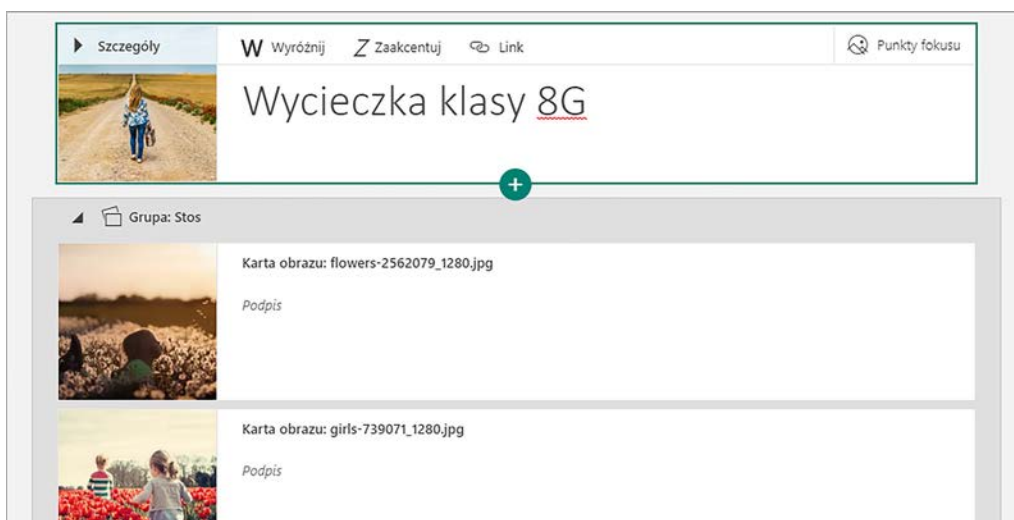 Szczegóły W Wyróżnij Z Zaakcentuj Link Punkty fokusu
Wycieczka klasy 8G
Grupa: Stos
Karta obrazu: flowers-2562079_1280.jpg
Podpis
Karta obrazu: girls-739071_1280.jpg
Podpis